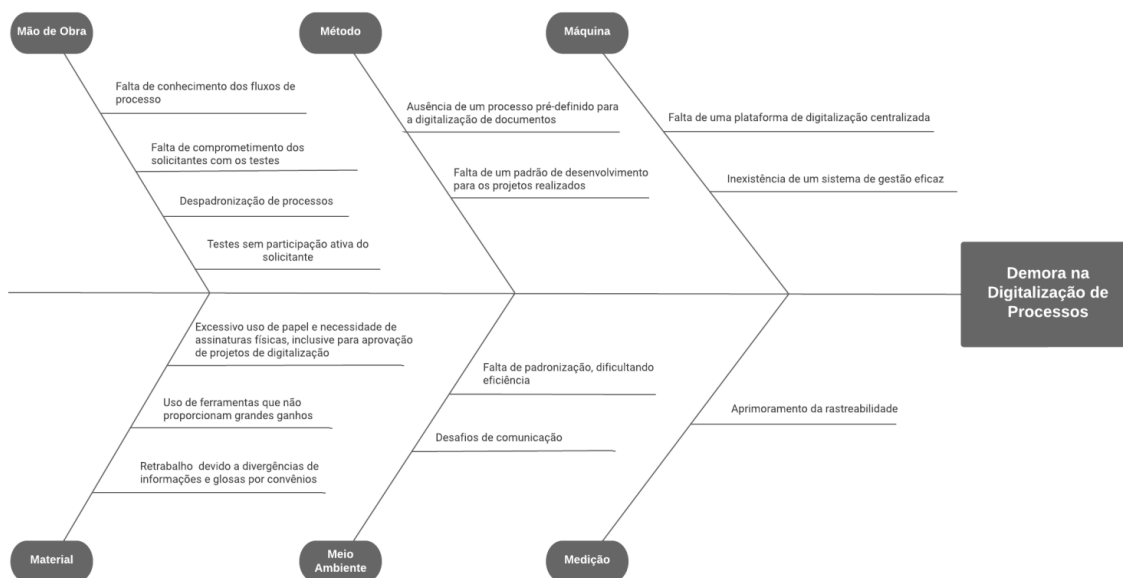 Mão de Obra
Método
Máquina
Falta de conhecimento dos fluxos de
processo
Falta de comprometimento dos
solicitantes com os testes
Despadronização de processos
Testes sem participação ativa do
solicitante
Ausência de um processo pré-definido para
a digitalização de documentos
Falta de um padrão de desenvolvimento
para os projetos realizados
Falta de uma plataforma de digitalização centralizada
Inexistência de um sistema de gestão eficaz
Demora na
Digitalização de
Processos
Excessivo uso de papel e necessidade de
assinaturas físicas, inclusive para aprovação
de projetos de digitalização
Uso de ferramentas que não
proporcionam grandes ganhos
Retrabalho devido a divergências de
informações e glosas por convênios
Falta de padronização, dificultando
eficiência
Desafios de comunicação
Aprimoramento da rastreabilidade
Material
Meio
Ambiente
Medição